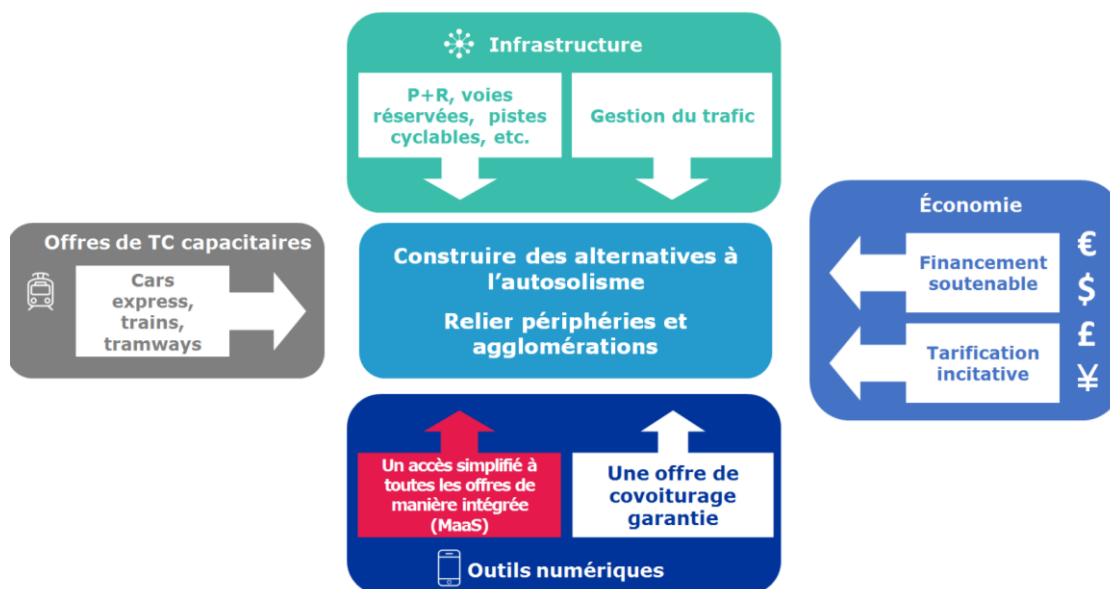 Infrastructure
P+R, voies
réservées, pistes
cyclables, etc.
Gestion du trafic
Offres de TC capacitaires
Cars
express,
trains,
tramways
Construire des alternatives à
l'autosolisme
Relier périphéries et
agglomérations
Économie
Financement
soutenable
Tarification
incitative
€
$
£
¥
Un accès simplifié à
toutes les offres de
manière intégrée
(MaaS)
Une offre de
covoiturage
garantie
Outils numériques